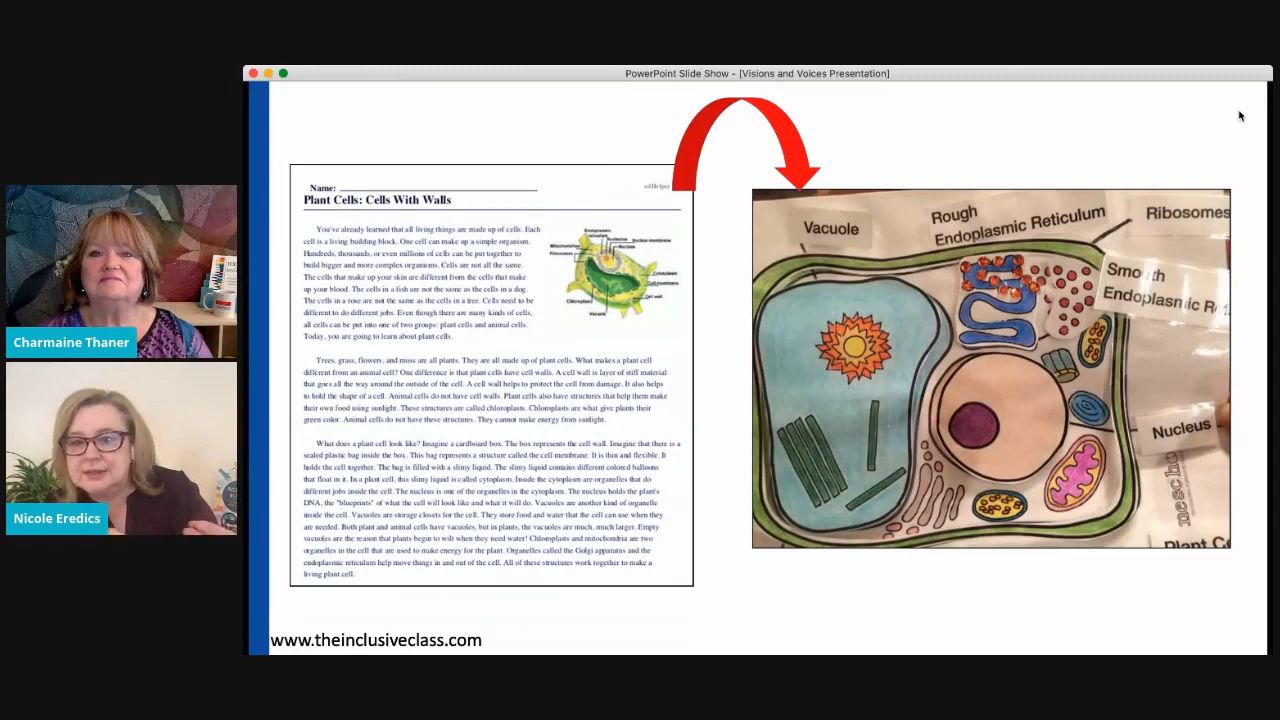 PowerPoint Slide Show - [Visions and Voices Presentation]
Charmaine Thaner
Nicole Eredics
Name:
edHelper
Plant Cells: Cells With Walls
You've already learned that all living things are made up of cells. Each
cell is a living building block. One cell can make up a simple organism.
Hundreds, thousands, or even millions of cells can be put together to
build bigger and more complex organisms. Cells are not all the same.
The cells that make up your skin are different from the cells that make
up your blood. The cells in a fish are not the same as the cells in a dog.
The cells in a rose are not the same as the cells in a tree. Cells need to be
different to do different jobs. Even though there are many kinds of cells,
all cells can be put into one of two groups: plant cells and animal cells.
Today, you are going to learn about plant cells.
Endoplasmic
reticulum
Nucleolus
Nuclear membrane
Mitochondrion
Nucleus
Ribosomes
Cytoplasm
Cell membrane
Cell wall
Chloroplast
Vacuole
Trees, grass, flowers, and moss are all plants. They are all made up of plant cells. What makes a plant cell
different from an animal cell? One difference is that plant cells have cell walls. A cell wall is layer of stiff material
that goes all the way around the outside of the cell. A cell wall helps to protect the cell from damage. It also helps
to hold the shape of a cell. Animal cells do not have cell walls. Plant cells also have structures that help them make
their own food using sunlight. These structures are called chloroplasts. Chloroplasts are what give plants their
green color. Animal cells do not have these structures. They cannot make energy from sunlight.
What does a plant cell look like? Imagine a cardboard box. The box represents the cell wall. Imagine that there is a
sealed plastic bag inside the box. This bag represents a structure called the cell membrane. It is thin and flexible. It
holds the cell together. The bag is filled with a slimy liquid. The slimy liquid contains different colored balloons
that float in it. In a plant cell, this slimy liquid is called cytoplasm. Inside the cytoplasm are organelles that do
different jobs inside the cell. The nucleus is one of the organelles in the cytoplasm. The nucleus holds the plant's
DNA, the "blueprints" of what the cell will look like and what it will do. Vacuoles are another kind of organelle
inside the cell. Vacuoles are storage closets for the cell. They store food and water that the cell can use when they
are needed. Both plant and animal cells have vacuoles, but in plants, the vacuoles are much, much larger. Empty
vacuoles are the reason that plants begin to wilt when they need water! Chloroplasts and mitochondria are two
organelles in the cell that are used to make energy for the plant. Organelles called the Golgi apparatus and the
endoplasmic reticulum help move things in and out of the cell. All of these structures work together to make a
living plant cell.
Vacuole
Rough
Endoplasmic Reticulum
Ribosomes
Smooth
Endoplasmic Re
Nucleus
Plant Ce
www.theinclusiveclass.com